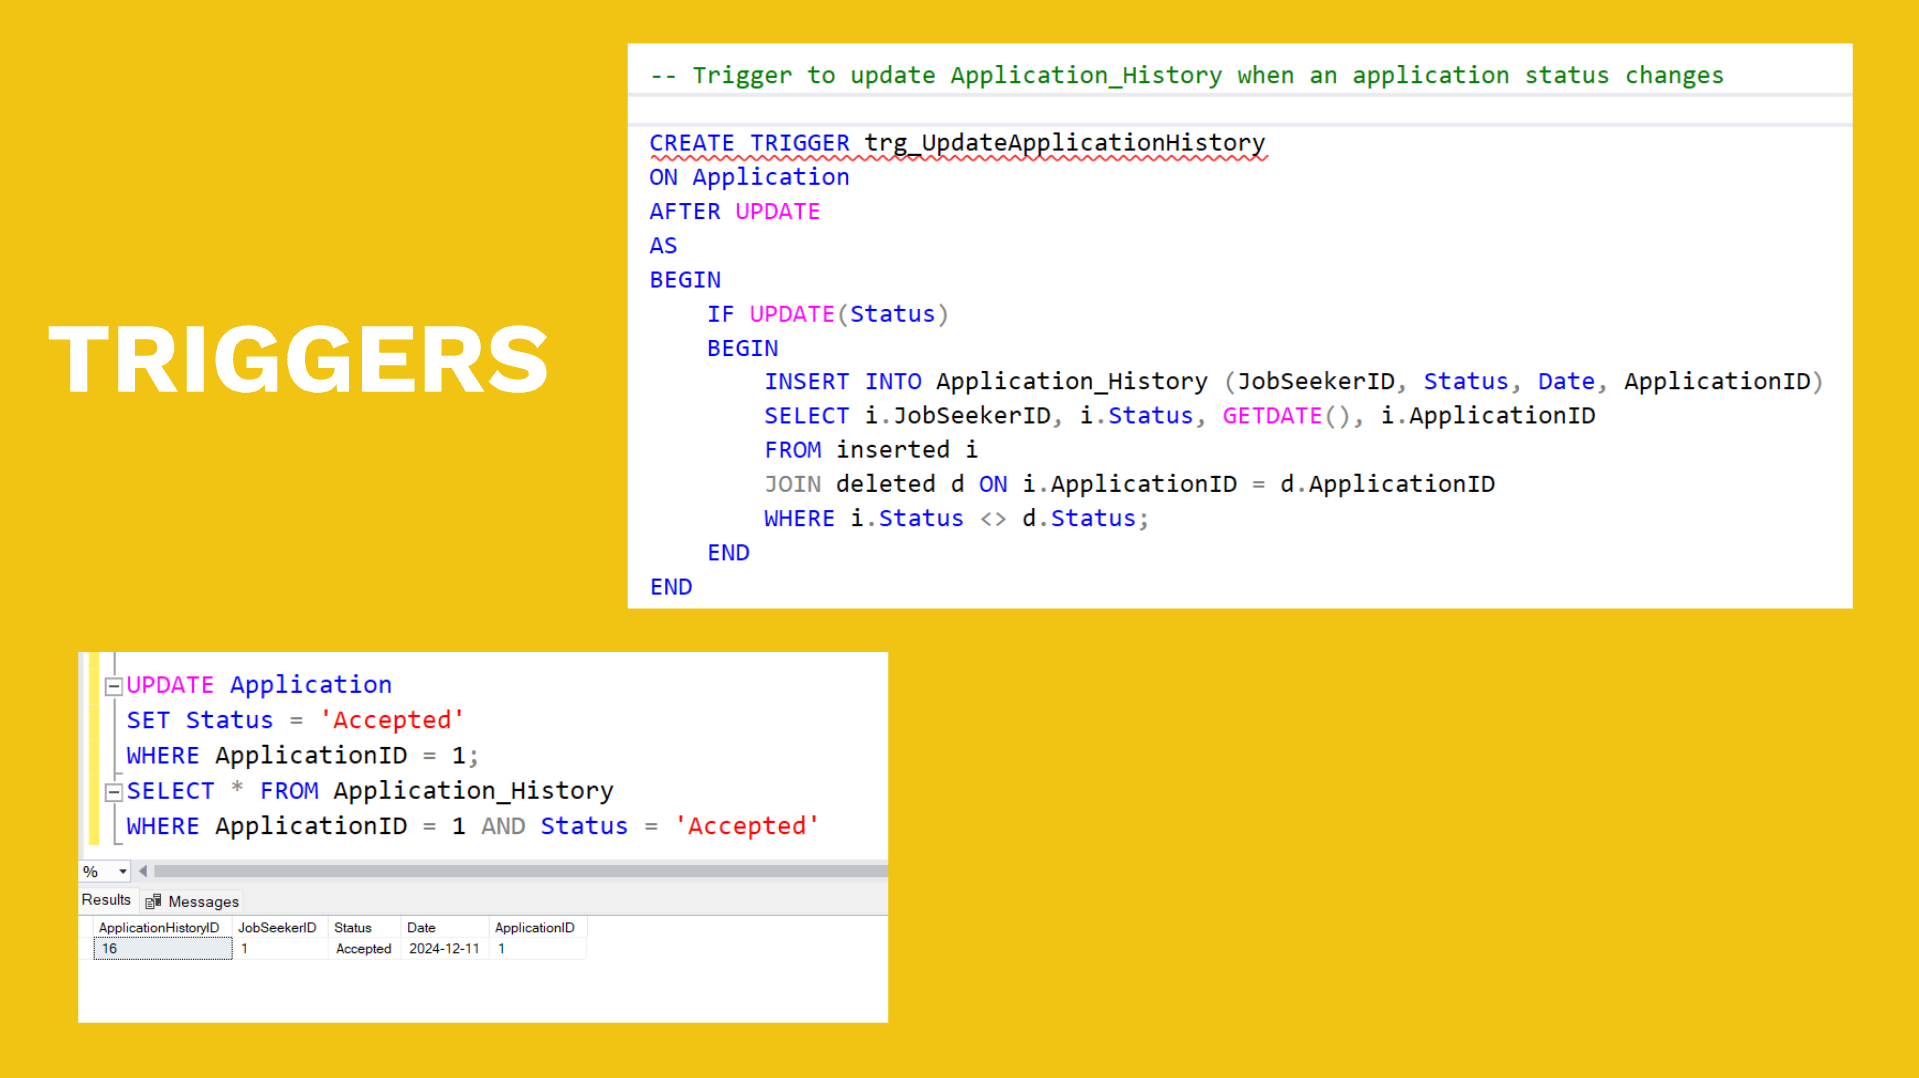 TRIGGERS
-- Trigger to update Application_History when an application status changes
CREATE TRIGGER trg_UpdateApplicationHistory
ON Application
AFTER UPDATE
AS
BEGIN
    IF UPDATE(Status)
    BEGIN
        INSERT INTO Application_History (JobSeekerID, Status, Date, ApplicationID)
        SELECT i.JobSeekerID, i.Status, GETDATE(), i.ApplicationID
        FROM inserted i
        JOIN deleted d ON i.ApplicationID = d.ApplicationID
        WHERE i.Status <> d.Status;
    END
END
UPDATE Application
SET Status = 'Accepted'
WHERE ApplicationID = 1;
SELECT * FROM Application_History
WHERE ApplicationID = 1 AND Status = 'Accepted'
%
Results Messages
ApplicationHistoryID JobSeekerID Status Date ApplicationID
16 1 Accepted 2024-12-11 1